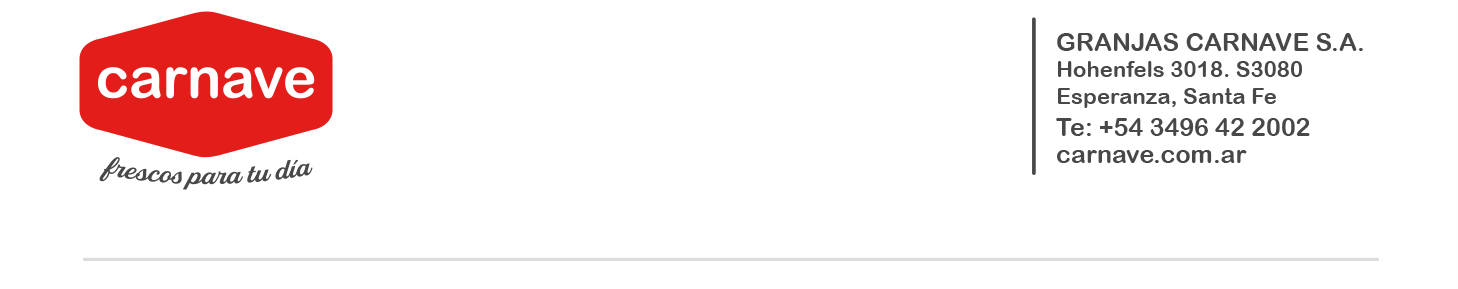 carnave
frescos para tu día
GRANJAS CARNAVE S.A.
Hohenfels 3018. S3080
Esperanza, Santa Fe
Te: +54 3496 42 2002
carnave.com.ar